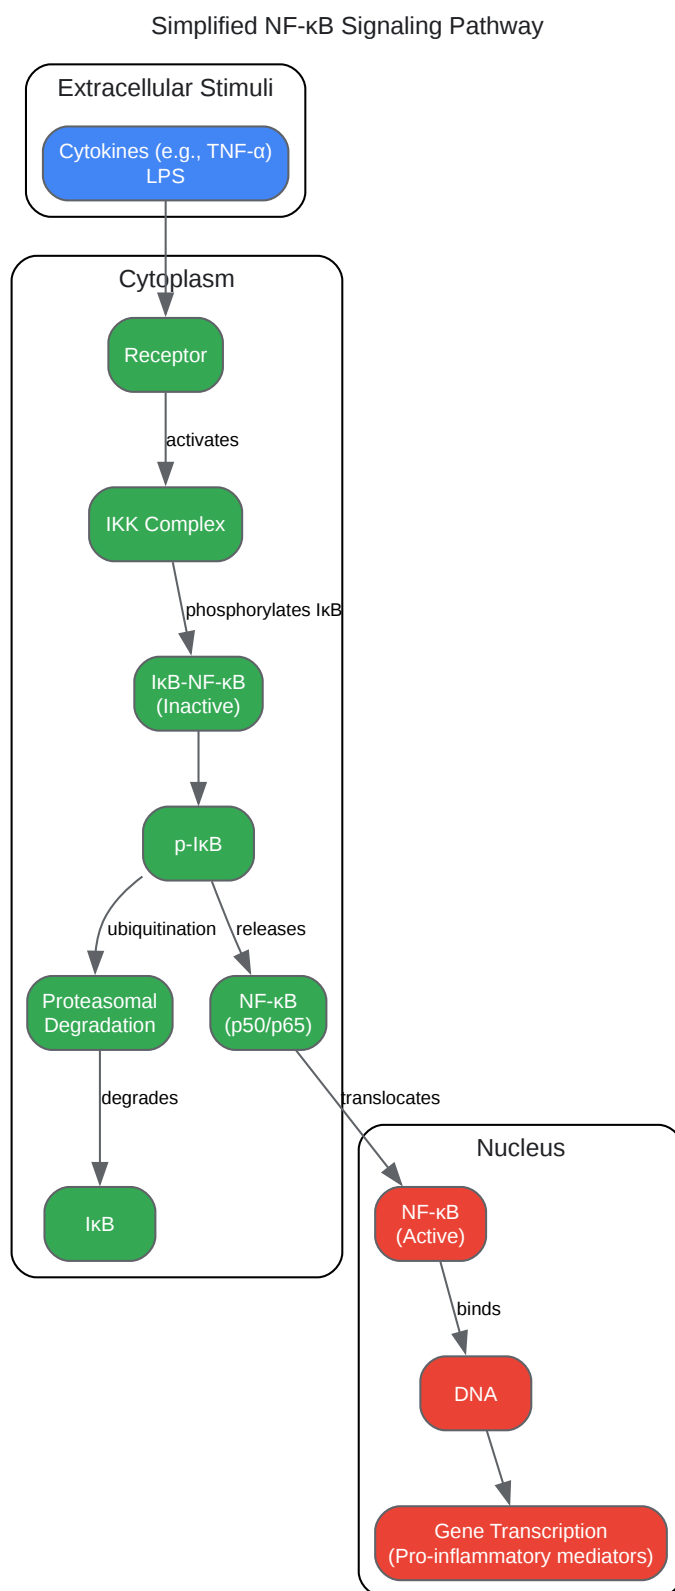 Simplified NF-κB Signaling Pathway
Extracellular Stimuli
Cytokines (e.g., TNF-α)
LPS
Cytoplasm
Receptor
activates
IKK Complex
phosphorylates IκB
IκB-NF-κB
(Inactive)
p-IκB
ubiquitination
releases
Proteasomal
Degradation
NF-κB
(p50/p65)
degrades
translocates
Nucleus
IκB
NF-κB
(Active)
binds
DNA
Gene Transcription
(Pro-inflammatory mediators)